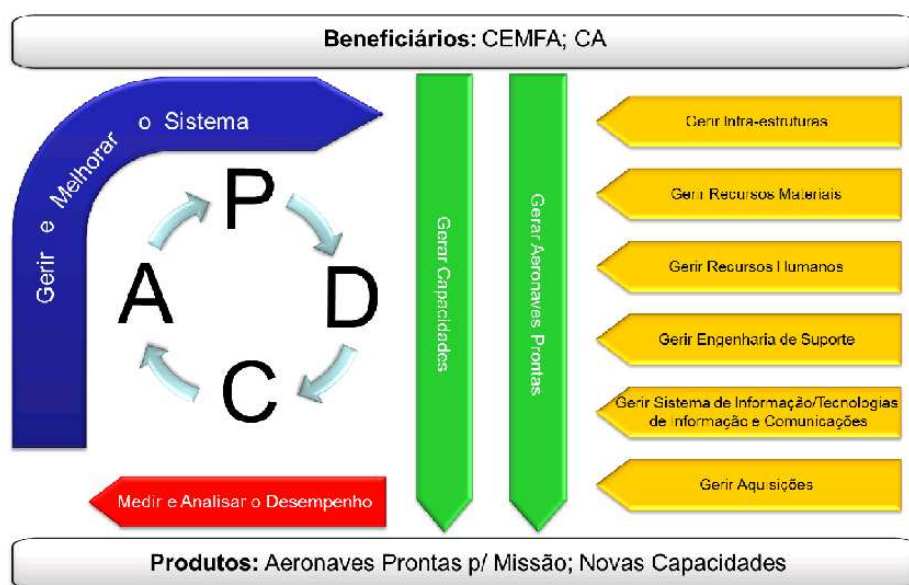 Beneficiários: CEMFA; CA
Gerir e Melhorar o Sistema
P
D
C
A
Gerar Capacidades
Gerar Aeronaves Prontas
Gerir Infra-estruturas
Gerir Recursos Materiais
Gerir Recursos Humanos
Gerir Engenharia de Suporte
Gerir Sistema de Informação/Tecnologias
de Informação e Comunicações
Gerir Aquisições
Medir e Analisar o Desempenho
Produtos: Aeronaves Prontas p/ Missão; Novas Capacidades